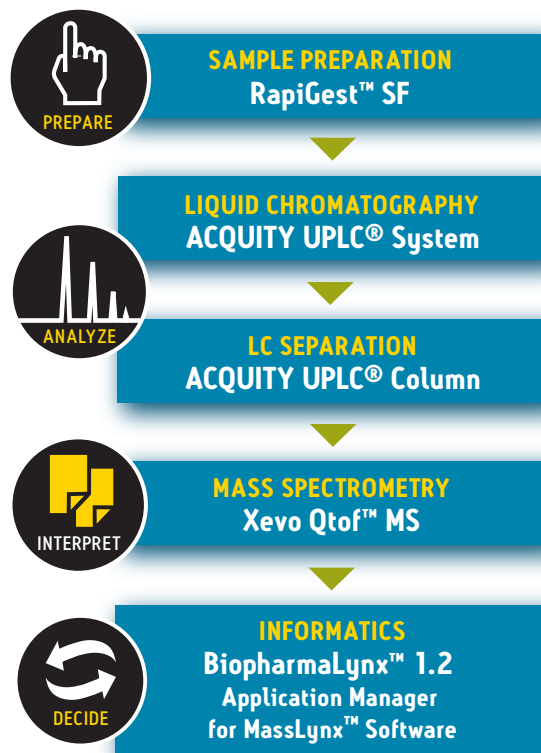 PREPARE
SAMPLE PREPARATION
RapiGest™ SF
LIQUID CHROMATOGRAPHY
ACQUITY UPLC® System
ANALYZE
LC SEPARATION
ACQUITY UPLC® Column
INTERPRET
MASS SPECTROMETRY
Xevo Qtof™ MS
DECIDE
INFORMATICS
BiopharmaLynx™ 1.2
Application Manager
for MassLynx™ Software